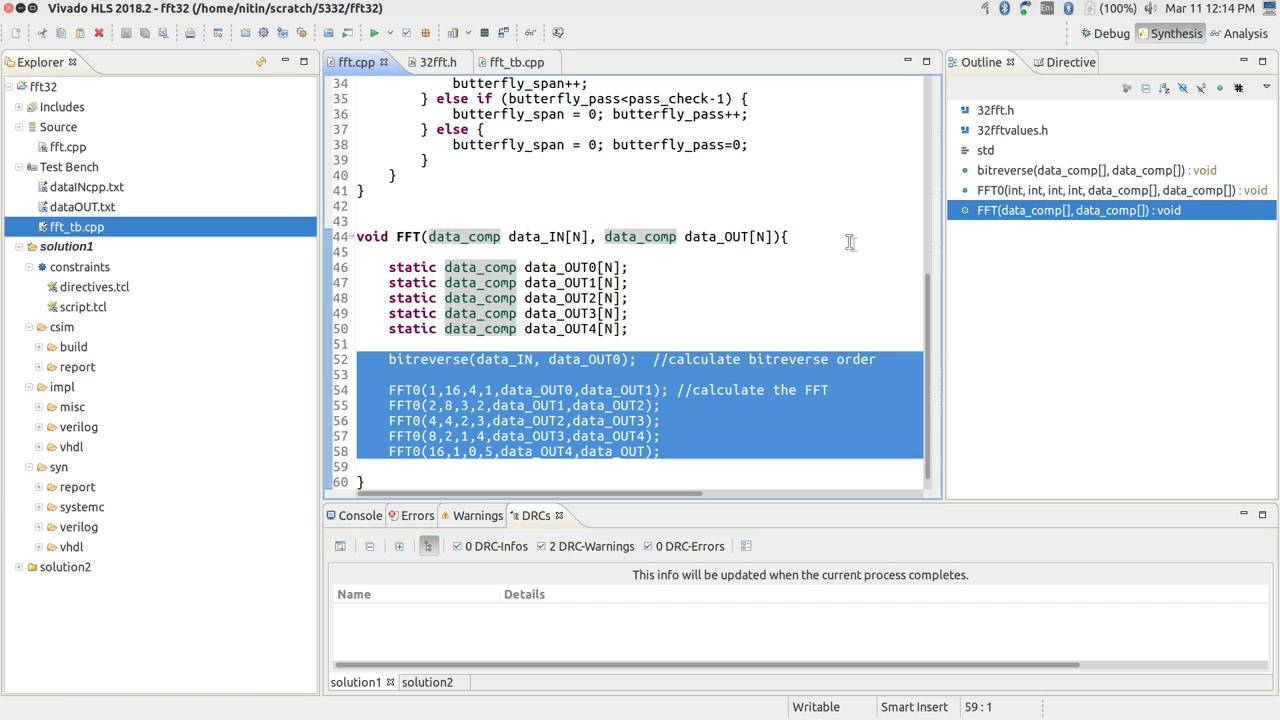 Vivado HLS 2018.2 - fft32 (/home/nitin/scratch/5332/fft32)
En (100%) Mar 11 12:14 PM
Debug Synthesis Analysis
Explorer
fft32
Includes
Source
fft.cpp
Test Bench
dataINcpp.txt
dataOUT.txt
fft_tb.cpp
solution1
constraints
directives.tcl
script.tcl
csim
build
report
impl
misc
verilog
vhdl
syn
report
systemc
verilog
vhdl
solution2
fft.cpp 32fft.h fft_tb.cpp
34 butterfly_span++;
35 } else if (butterfly_pass<pass_check-1) {
36 butterfly_span = 0; butterfly_pass++;
37 } else {
38 butterfly_span = 0; butterfly_pass=0;
39 }
40 }
41 }
42
43
44 void FFT(data_comp data_IN[N], data_comp data_OUT[N]){
45
46 static data_comp data_OUT0[N];
47 static data_comp data_OUT1[N];
48 static data_comp data_OUT2[N];
49 static data_comp data_OUT3[N];
50 static data_comp data_OUT4[N];
51
52 bitreverse(data_IN, data_OUT0); //calculate bitreverse order
53
54 FFT0(1,16,4,1,data_OUT0,data_OUT1); //calculate the FFT
55 FFT0(2,8,3,2,data_OUT1,data_OUT2);
56 FFT0(4,4,2,3,data_OUT2,data_OUT3);
57 FFT0(8,2,1,4,data_OUT3,data_OUT4);
58 FFT0(16,1,0,5,data_OUT4,data_OUT);
59
60 }
Outline Directive
32fft.h
32fftvalues.h
std
bitreverse(data_comp[], data_comp[]) : void
FFT0(int, int, int, int, data_comp[], data_comp[]) : void
FFT(data_comp[], data_comp[]) : void
Console Errors Warnings DRCs
0 DRC-Infos 2 DRC-Warnings 0 DRC-Errors
This info will be updated when the current process completes.
Name Details
solution1 solution2
Writable Smart Insert 59 : 1